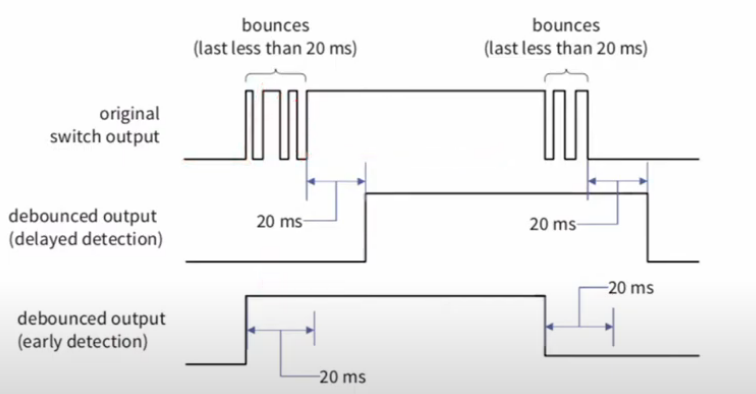 bounces
(last less than 20 ms)
bounces
(last less than 20 ms)
original
switch output
debounced output
(delayed detection)
20 ms
20 ms
debounced output
(early detection)
20 ms
20 ms